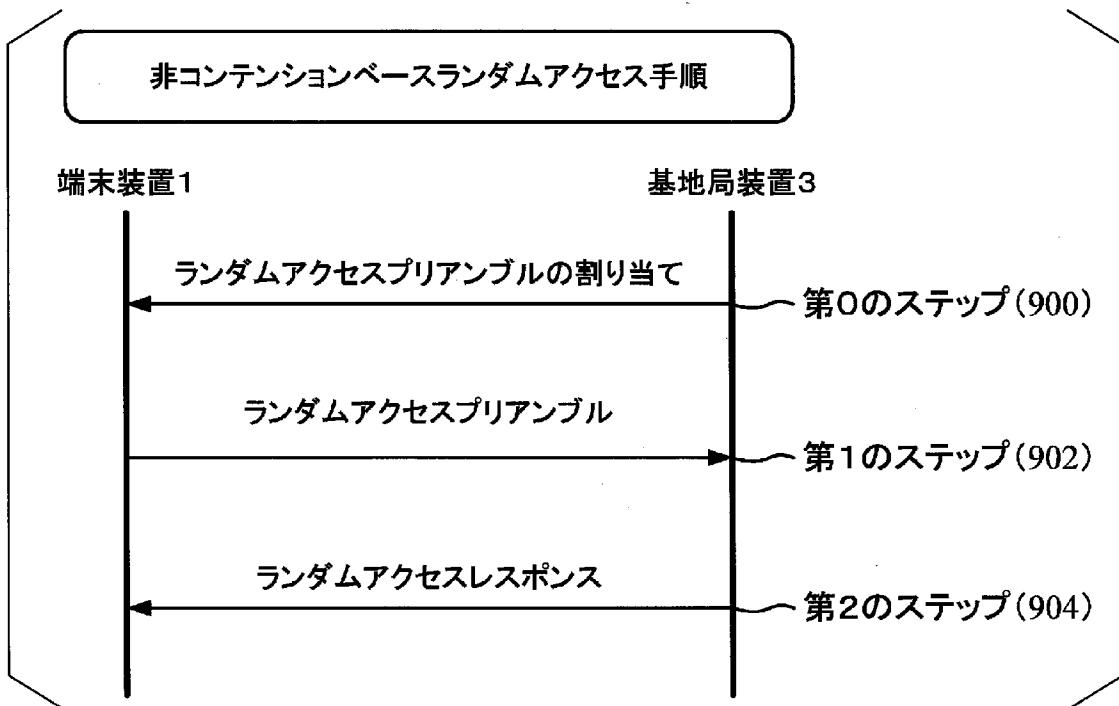 非コンテンションベースランダムアクセス手順
端末装置1
基地局装置3
ランダムアクセスプリアンブルの割り当て
第0のステップ(900)
ランダムアクセスプリアンブル
第1のステップ(902)
ランダムアクセスレスポンス
第2のステップ(904)